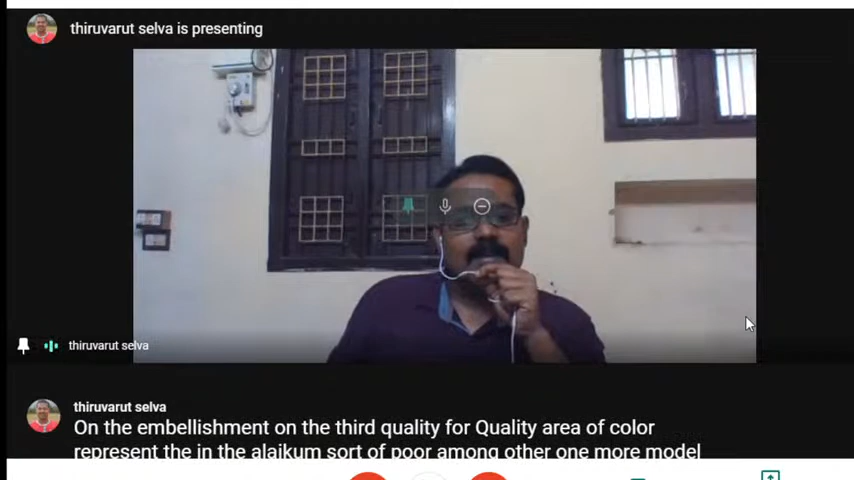 thiruvarut selva is presenting
thiruvarut selva
thiruvarut selva
On the embellishment on the third quality for Quality area of color
represent the in the alaikum sort of poor among other one more model